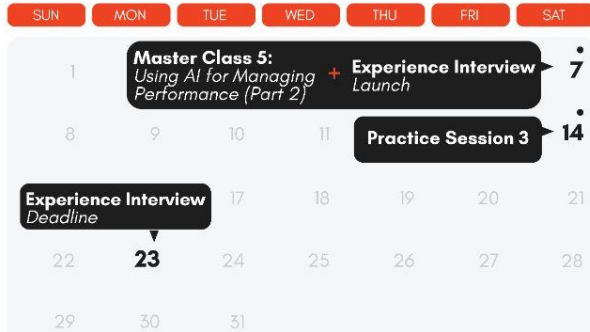 SUN MON TUE WED THU FRI SAT
1 Master Class 5: Using AI for Managing Performance (Part 2) + Experience Interview Launch 7
8 9 10 11 Practice Session 3 14
Experience Interview Deadline 17 18 19 20 21
22 23 24 25 26 27 28
29 30 31